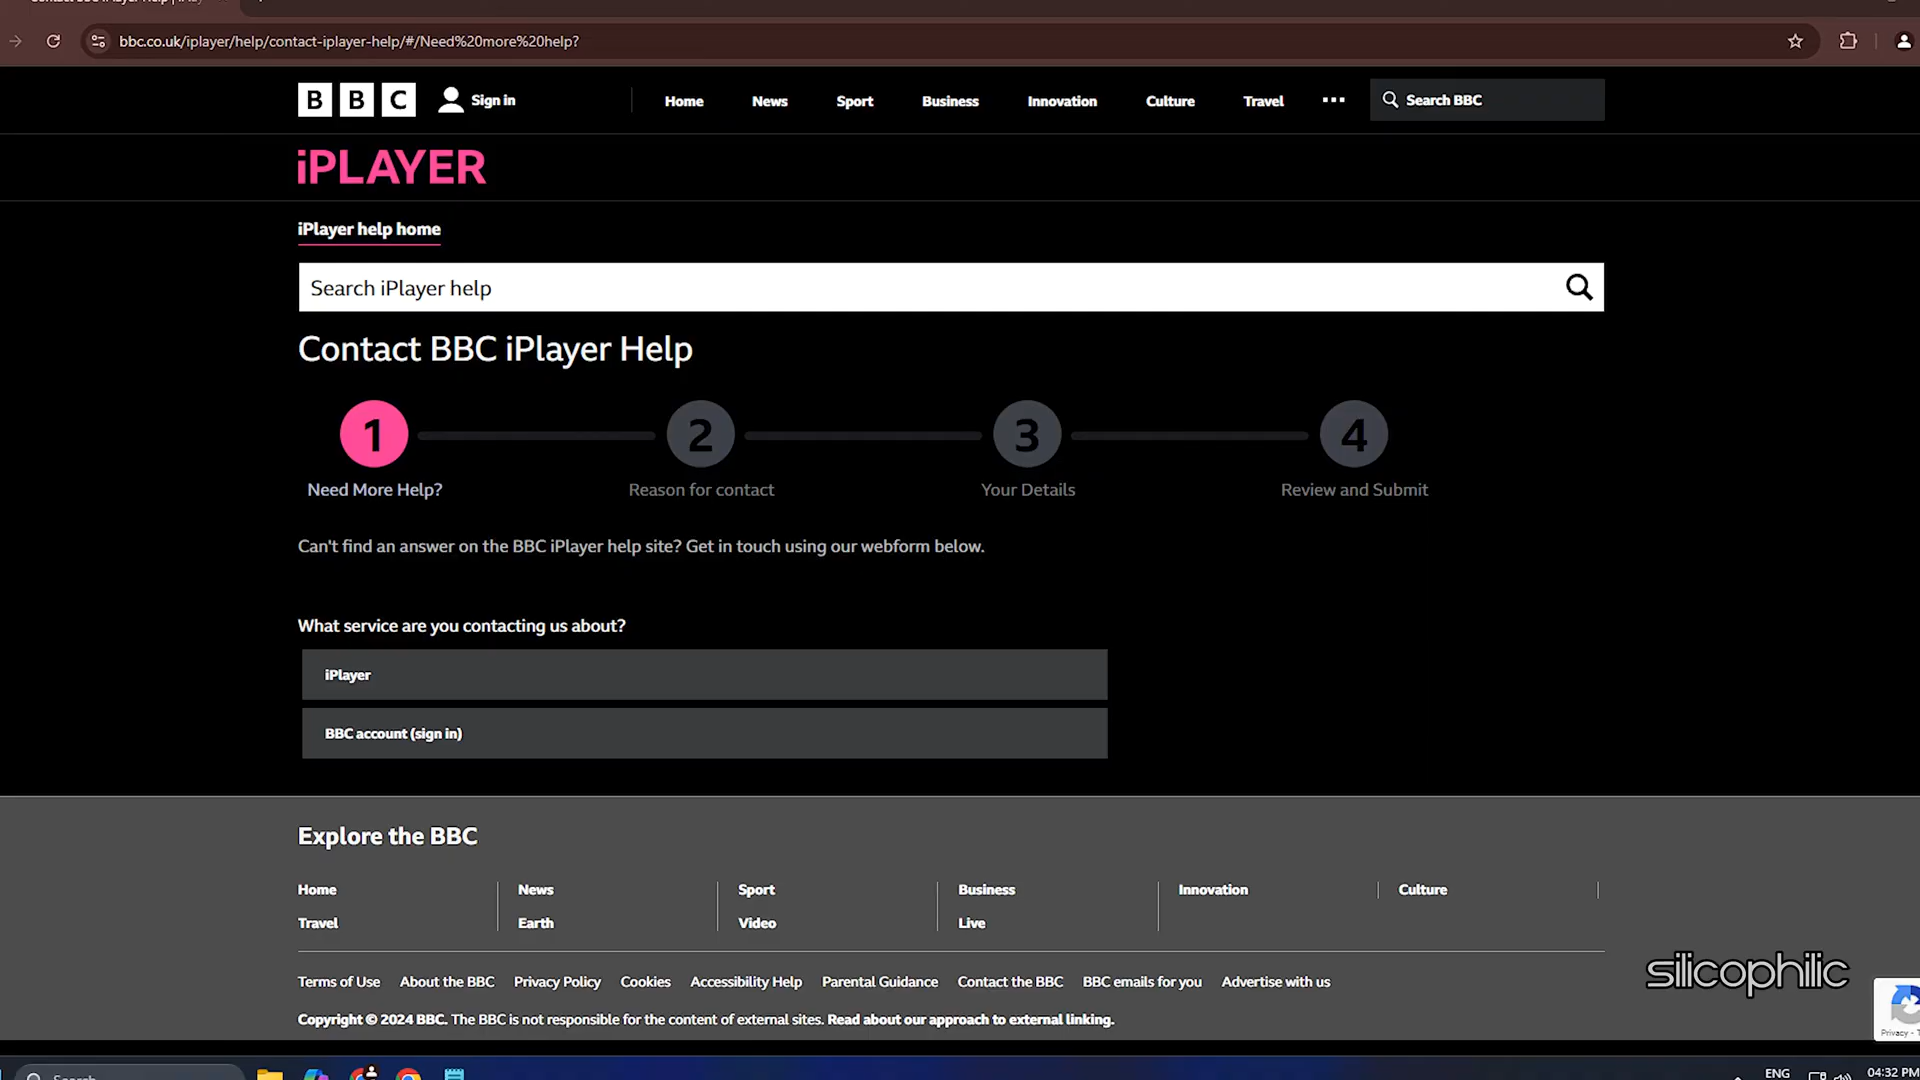 bbc.co.uk/iplayer/help/contact-iplayer-help/#/Need%20more%20help?
BBC Sign in Home News Sport Business Innovation Culture Travel Search BBC
iPLAYER
iPlayer help home
Search iPlayer help
Contact BBC iPlayer Help
1 2 3 4
Need More Help? Reason for contact Your Details Review and Submit
Can't find an answer on the BBC iPlayer help site? Get in touch using our webform below.
What service are you contacting us about?
iPlayer
BBC account (sign in)
Explore the BBC
Home News Sport Business Innovation Culture
Travel Earth Video Live
silicophilic
Terms of Use About the BBC Privacy Policy Cookies Accessibility Help Parental Guidance Contact the BBC BBC emails for you Advertise with us
Copyright © 2024 BBC. The BBC is not responsible for the content of external sites. Read about our approach to external linking.
Privacy
ENG 04:32 PM